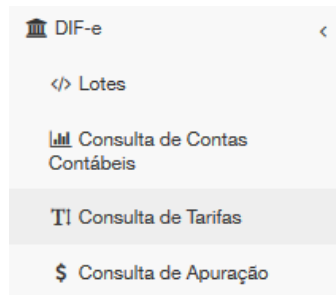 DIF-e
Lotes
Consulta de Contas
Contábeis
Consulta de Tarifas
Consulta de Apuração